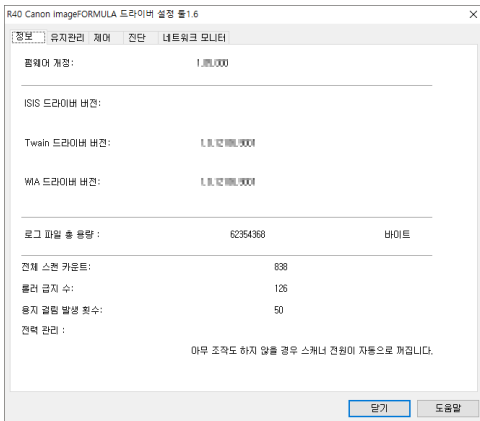 R40 Canon imageFORMULA 드라이버 설정 툴1.6
정보 유지관리 제어 진단 네트워크 모니터
펌웨어 개정:
ISIS 드라이버 버전:
Twain 드라이버 버전:
WIA 드라이버 버전:
로그 파일 총 용량 : 62354368 바이트
전체 스캔 카운트: 838
롤러 급지 수: 126
용지 걸림 발생 횟수: 50
전력 관리 :
아무 조작도 하지 않을 경우 스캐너 전원이 자동으로 꺼집니다.
닫기 도움말